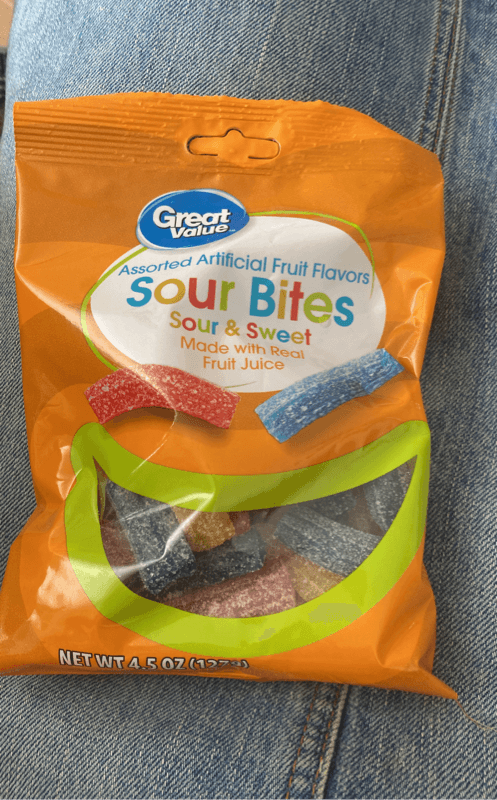 Great
Value
Assorted Artificial Fruit Flavors
Sour Bites
Sour & Sweet
Made with Real
Fruit Juice
NET WT 4.5 OZ (127g)